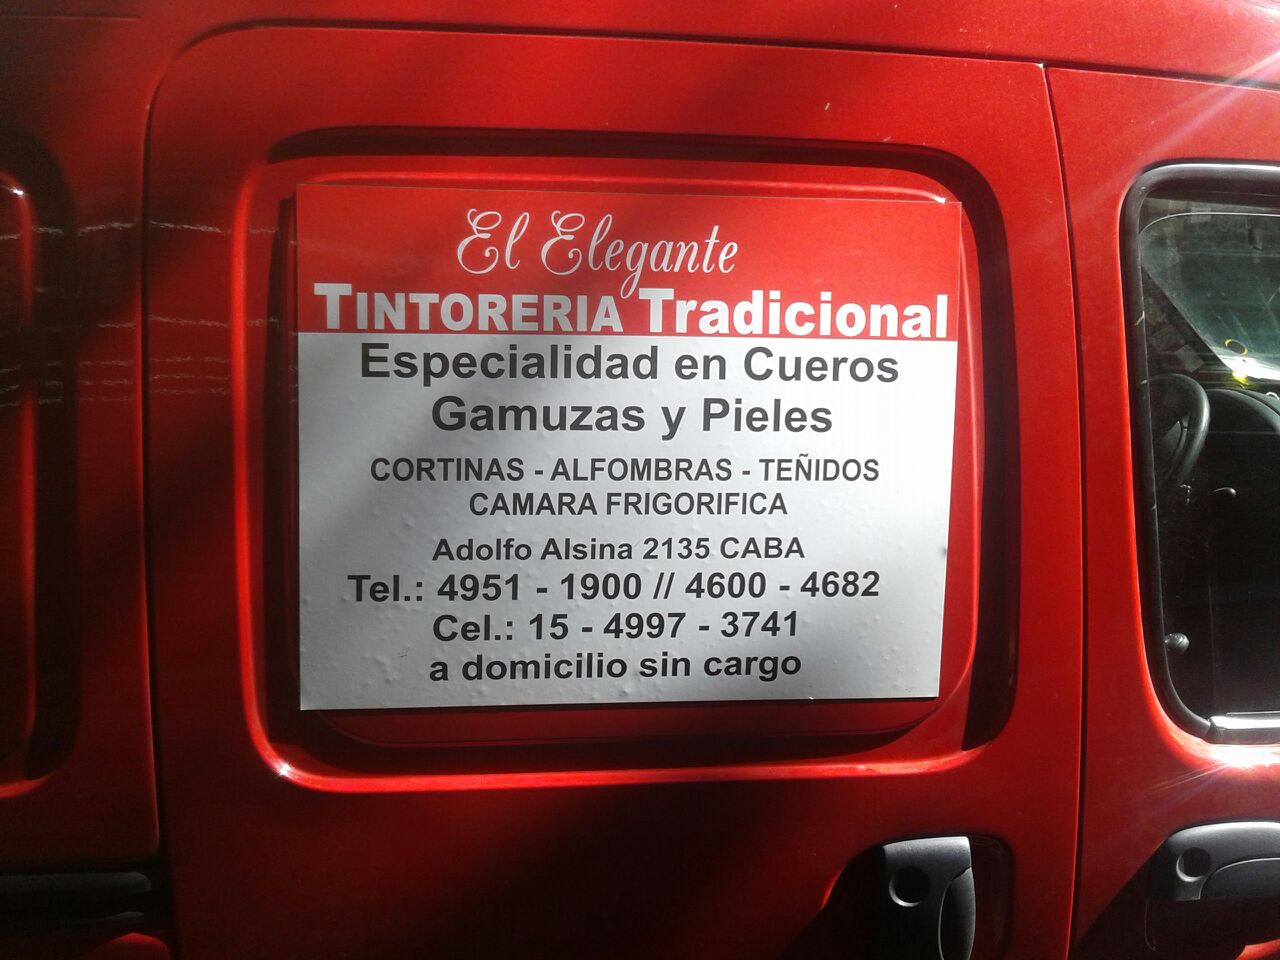 El Elegante
TINTORERIA Tradicional
Especialidad en Cueros
Gamuzas y Pieles
CORTINAS - ALFOMBRAS - TEÑIDOS
CAMARA FRIGORIFICA
Adolfo Alsina 2135 CABA
Tel.: 4951 - 1900 // 4600 - 4682
Cel.: 15 - 4997 - 3741
a domicilio sin cargo